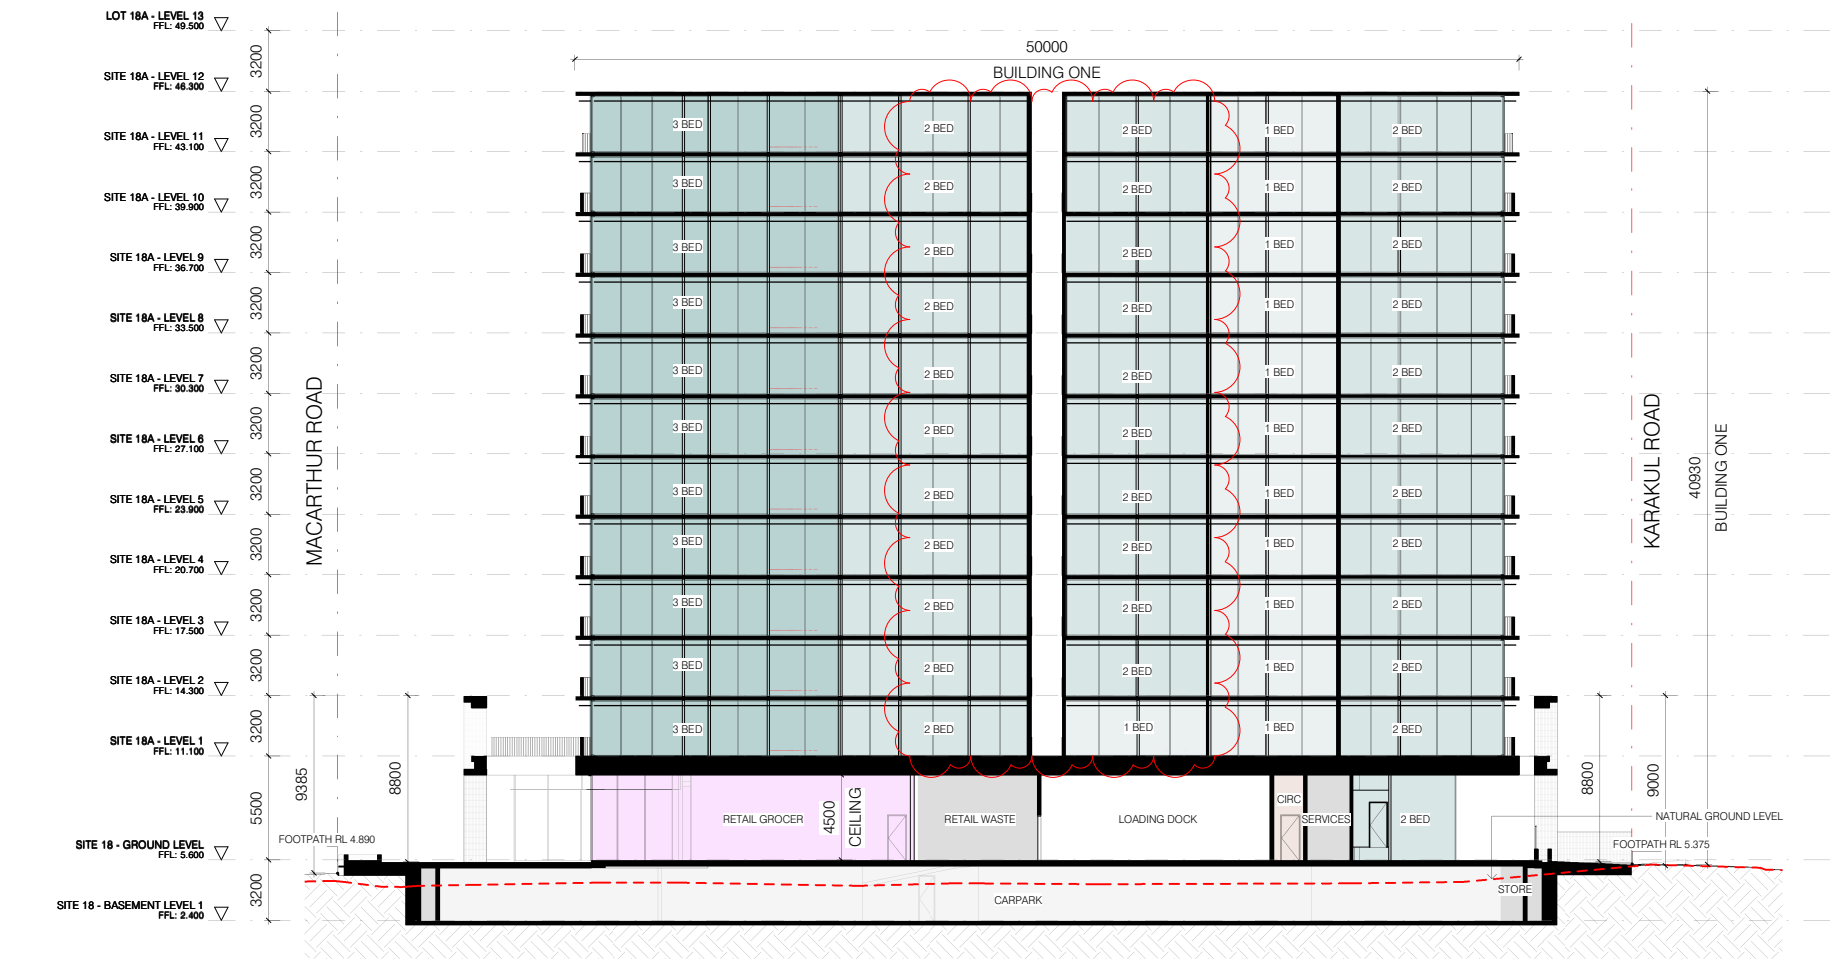 LOT 18A - LEVEL 13
FFL: 49.500
3200
50000
BUILDING ONE
SITE 18A - LEVEL 12
FFL: 46.300
3200
3 BED
2 BED
2 BED
1 BED
2 BED
SITE 18A - LEVEL 11
FFL: 43.100
3200
3 BED
2 BED
2 BED
1 BED
2 BED
SITE 18A - LEVEL 10
FFL: 39.900
3200
3 BED
2 BED
2 BED
1 BED
2 BED
SITE 18A - LEVEL 9
FFL: 36.700
3200
3 BED
2 BED
2 BED
1 BED
2 BED
SITE 18A - LEVEL 8
FFL: 33.500
3200
3 BED
2 BED
2 BED
1 BED
2 BED
SITE 18A - LEVEL 7
FFL: 30.300
3200
3 BED
2 BED
2 BED
1 BED
2 BED
SITE 18A - LEVEL 6
FFL: 27.100
3200
3 BED
2 BED
2 BED
1 BED
2 BED
SITE 18A - LEVEL 5
FFL: 23.900
3200
3 BED
2 BED
2 BED
1 BED
2 BED
SITE 18A - LEVEL 4
FFL: 20.700
3200
3 BED
2 BED
2 BED
1 BED
2 BED
SITE 18A - LEVEL 3
FFL: 17.500
3200
3 BED
2 BED
2 BED
1 BED
2 BED
SITE 18A - LEVEL 2
FFL: 14.300
3200
3 BED
2 BED
1 BED
1 BED
2 BED
SITE 18A - LEVEL 1
FFL: 11.100
MACARTHUR ROAD
KARAKUL ROAD
40930
BUILDING ONE
9385
8800
5500
RETAIL GROCER
4500
CEILING
RETAIL WASTE
LOADING DOCK
CIRC
SERVICES
2 BED
8800
9000
NATURAL GROUND LEVEL
FOOTPATH RL 4.890
FOOTPATH RL 5.375
SITE 18 - GROUND LEVEL
FFL: 5.600
3200
CARPARK
STORE
SITE 18 - BASEMENT LEVEL 1
FFL: 2.400